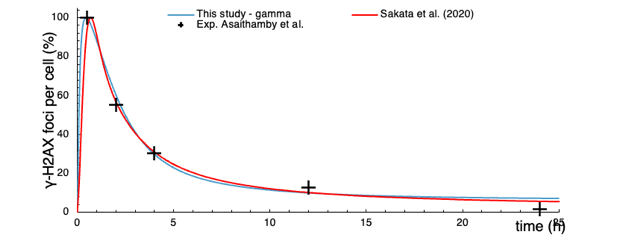 This study - gamma
Sakata et al. (2020)
Exp. Asaithamby et al.
γ-H2AX foci per cell (%)
100
80
60
40
20
0
0 5 10 15 20 25
time (h)